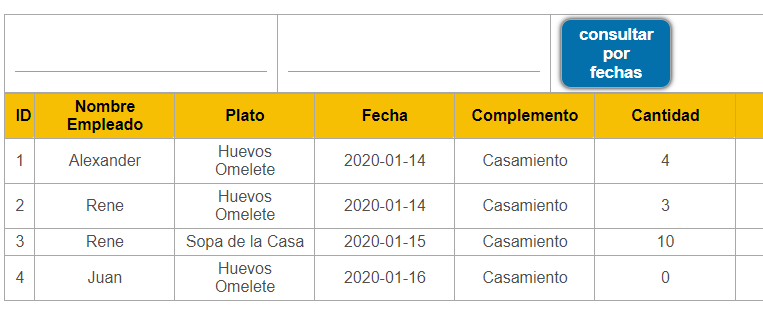 consultar
por
fechas
ID Nombre Empleado Plato Fecha Complemento Cantidad
1 Alexander Huevos Omelete 2020-01-14 Casamiento 4
2 Rene Huevos Omelete 2020-01-14 Casamiento 3
3 Rene Sopa de la Casa 2020-01-15 Casamiento 10
4 Juan Huevos Omelete 2020-01-16 Casamiento 0